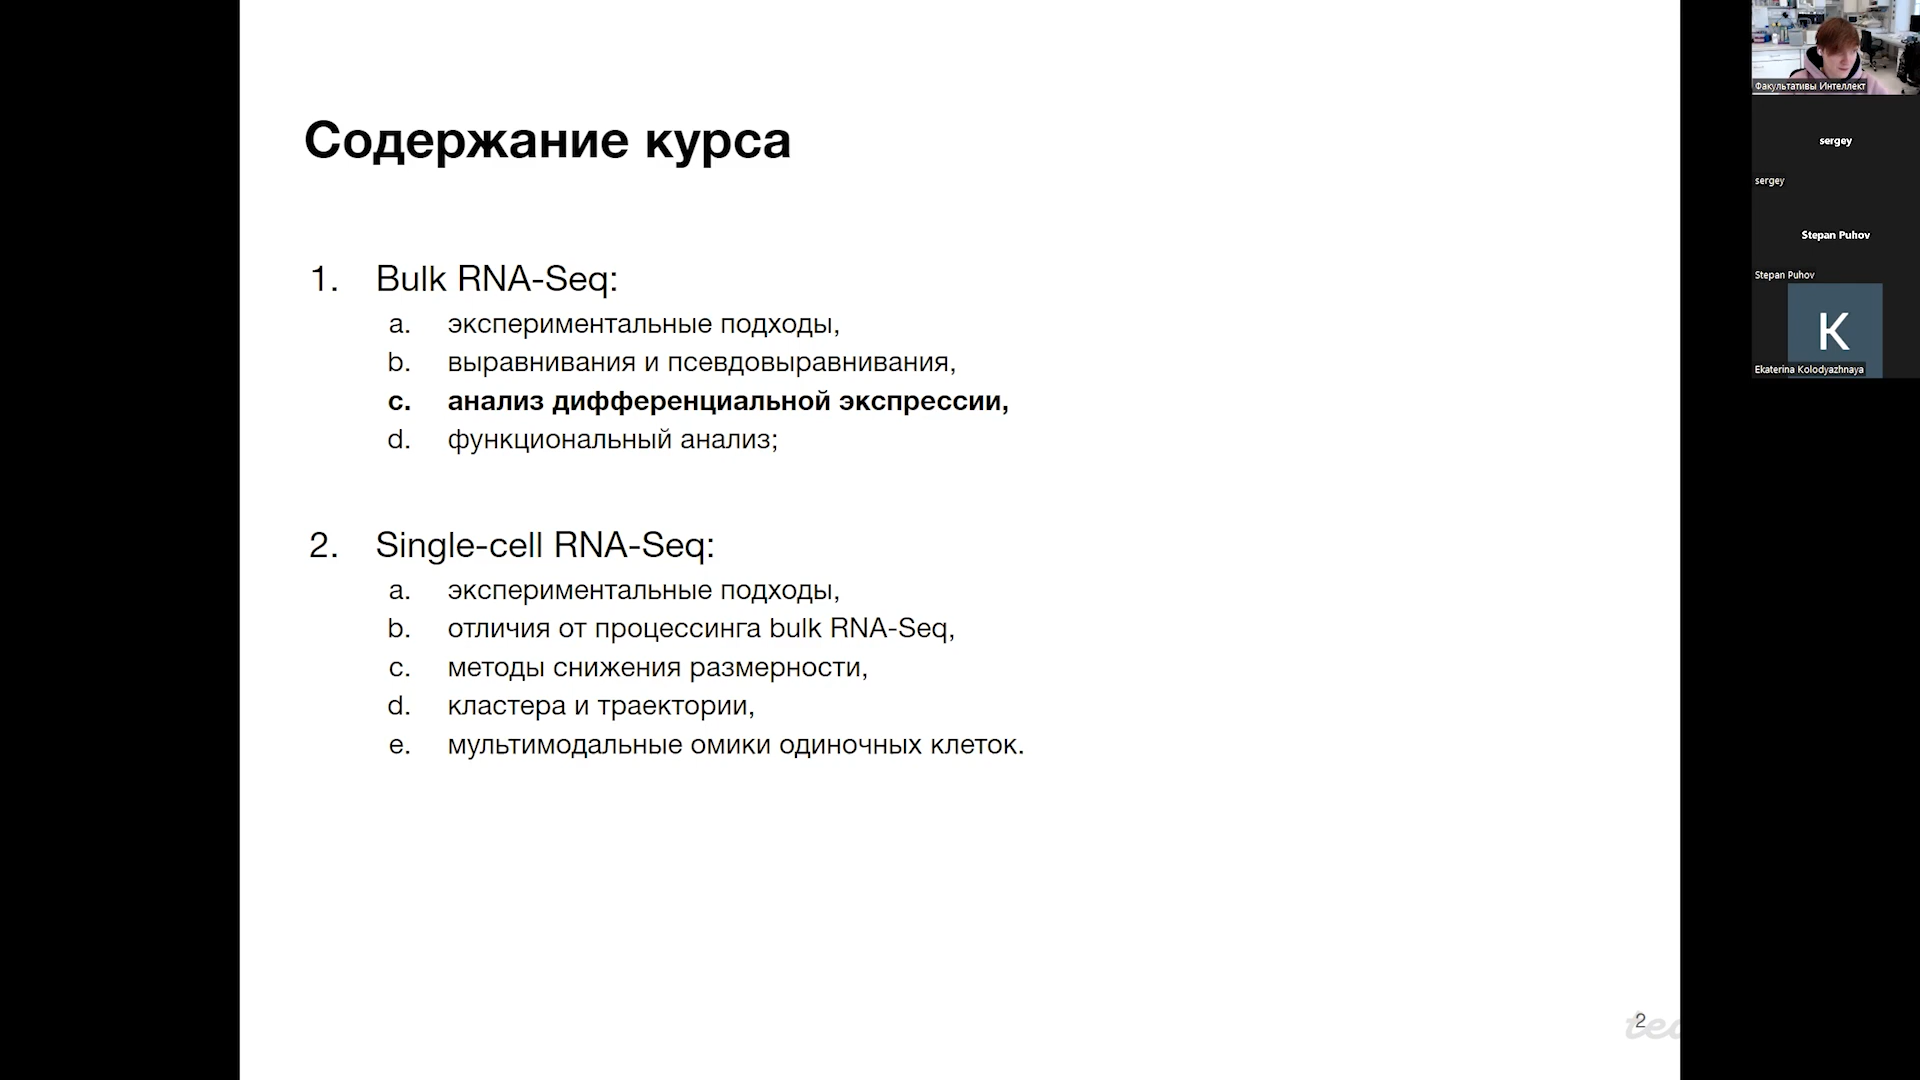 Содержание курса
1. Bulk RNA-Seq:
a. экспериментальные подходы,
b. выравнивания и псевдовыравнивания,
c. анализ дифференциальной экспрессии,
d. функциональный анализ;
2. Single-cell RNA-Seq:
a. экспериментальные подходы,
b. отличия от процессинга bulk RNA-Seq,
c. методы снижения размерности,
d. кластера и траектории,
e. мультимодальные омики одиночных клеток.
2
Факультативы Интеллект
sergey
sergey
Stepan Puhov
Stepan Puhov
K
Ekaterina Kolodyazhnaya